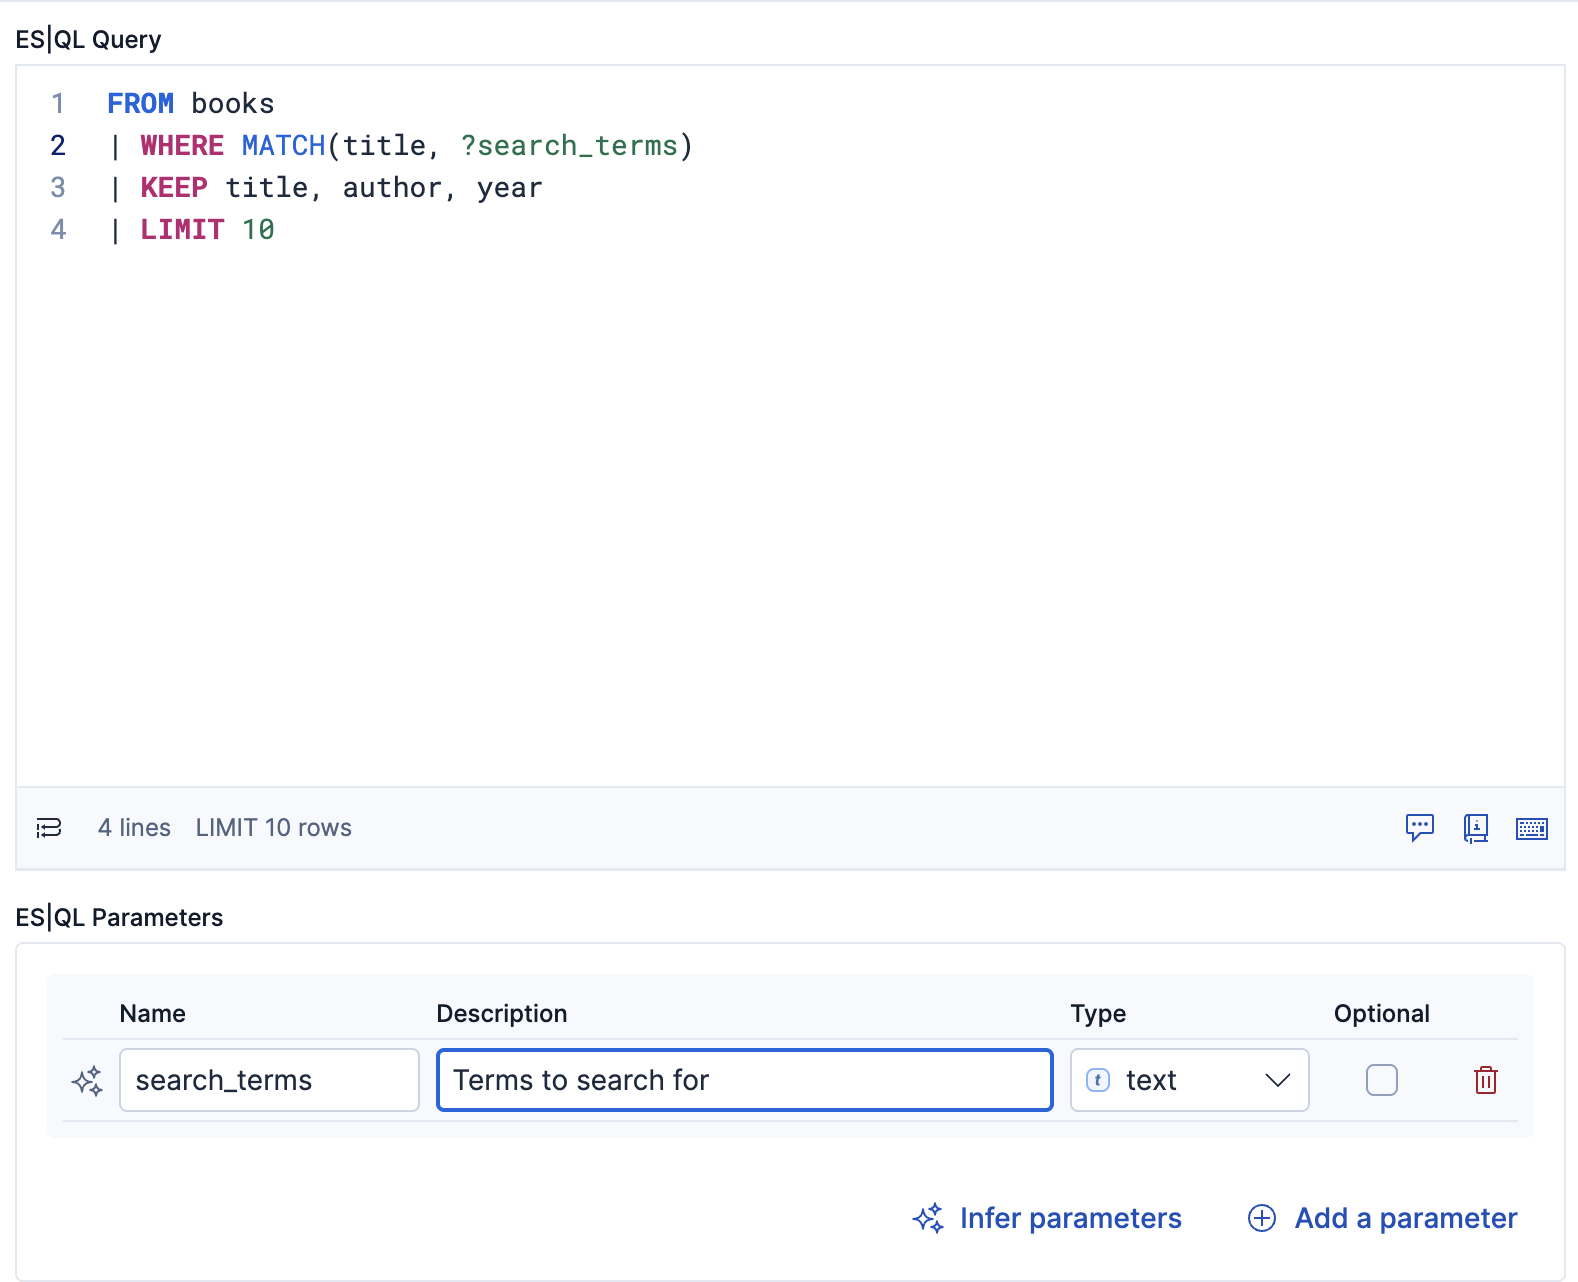 ES|QL Query
1 FROM books
2 | WHERE MATCH(title, ?search_terms)
3 | KEEP title, author, year
4 | LIMIT 10
4 lines LIMIT 10 rows
ES|QL Parameters
Name Description Type Optional
search_terms Terms to search for t text
Infer parameters Add a parameter